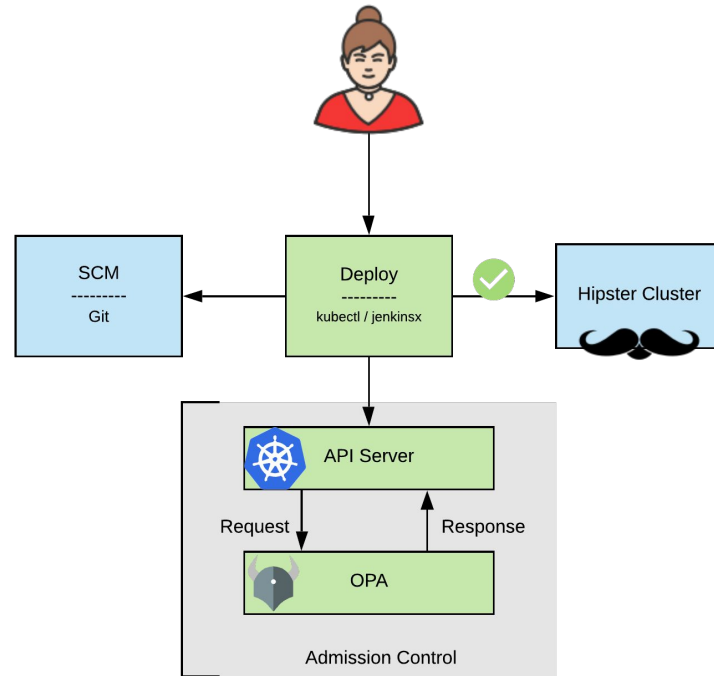 SCM
---------
Git
Deploy
---------
kubectl / jenkinsx
Hipster Cluster
API Server
Request
Response
OPA
Admission Control